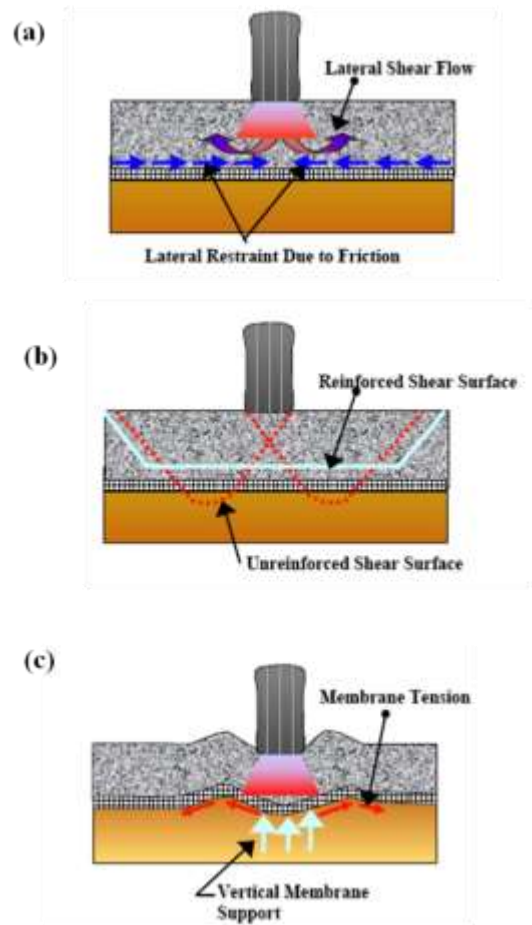 (a)
Lateral Shear Flow
Lateral Restraint Due to Friction
(b)
Reinforced Shear Surface
Unreinforced Shear Surface
(c)
Membrane Tension
Vertical Membrane
Support